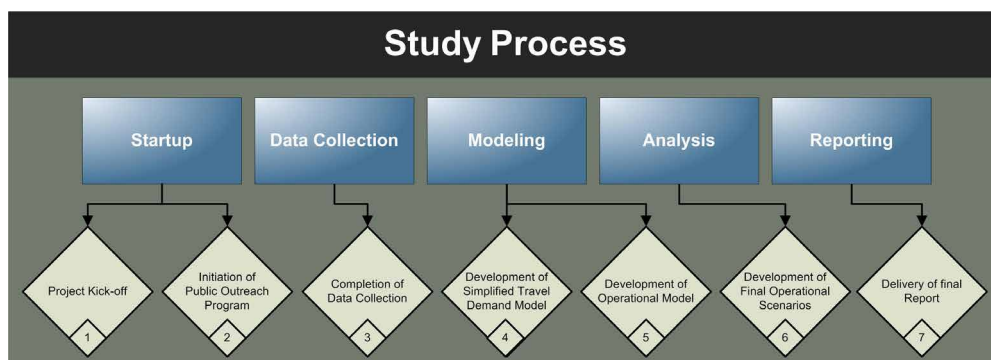 Study Process
Startup
Data Collection
Modeling
Analysis
Reporting
Project Kick-off
1
Initiation of
Public Outreach
Program
2
Completion of
Data Collection
3
Development of
Simplified Travel
Demand Model
4
Development of
Operational Model
5
Development of
Final Operational
Scenarios
6
Delivery of final
Report
7